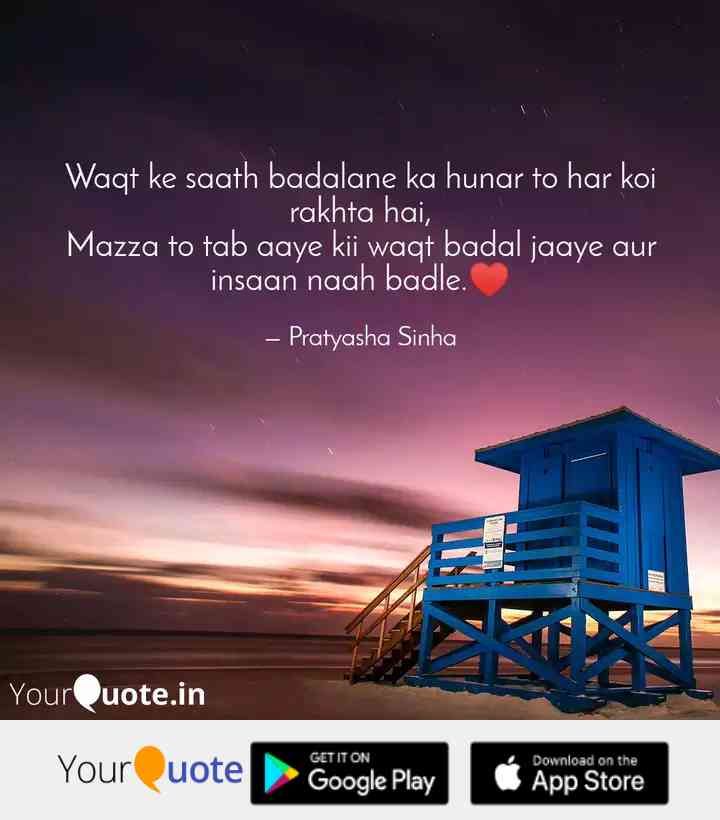 Waqt ke saath badalane ka hunar to har koi
rakhta hai,
Mazza to tab aaye kii waqt badal jaaye aur
insaan naah badle.❤️
– Pratyasha Sinha
YourQuote.in
YourQuote
GET IT ON
Google Play
Download on the
App Store